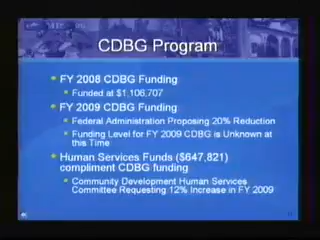 CDBG Program
FY 2008 CDBG Funding
Funded at $1,106,707
FY 2009 CDBG Funding
Federal Administration Proposing 20% Reduction
Funding Level for FY 2009 CDBG is Unknown at
this Time
Human Services Funds ($647,821)
compliment CDBG funding
Community Development Human Services
Committee Requesting 12% Increase in FY 2009